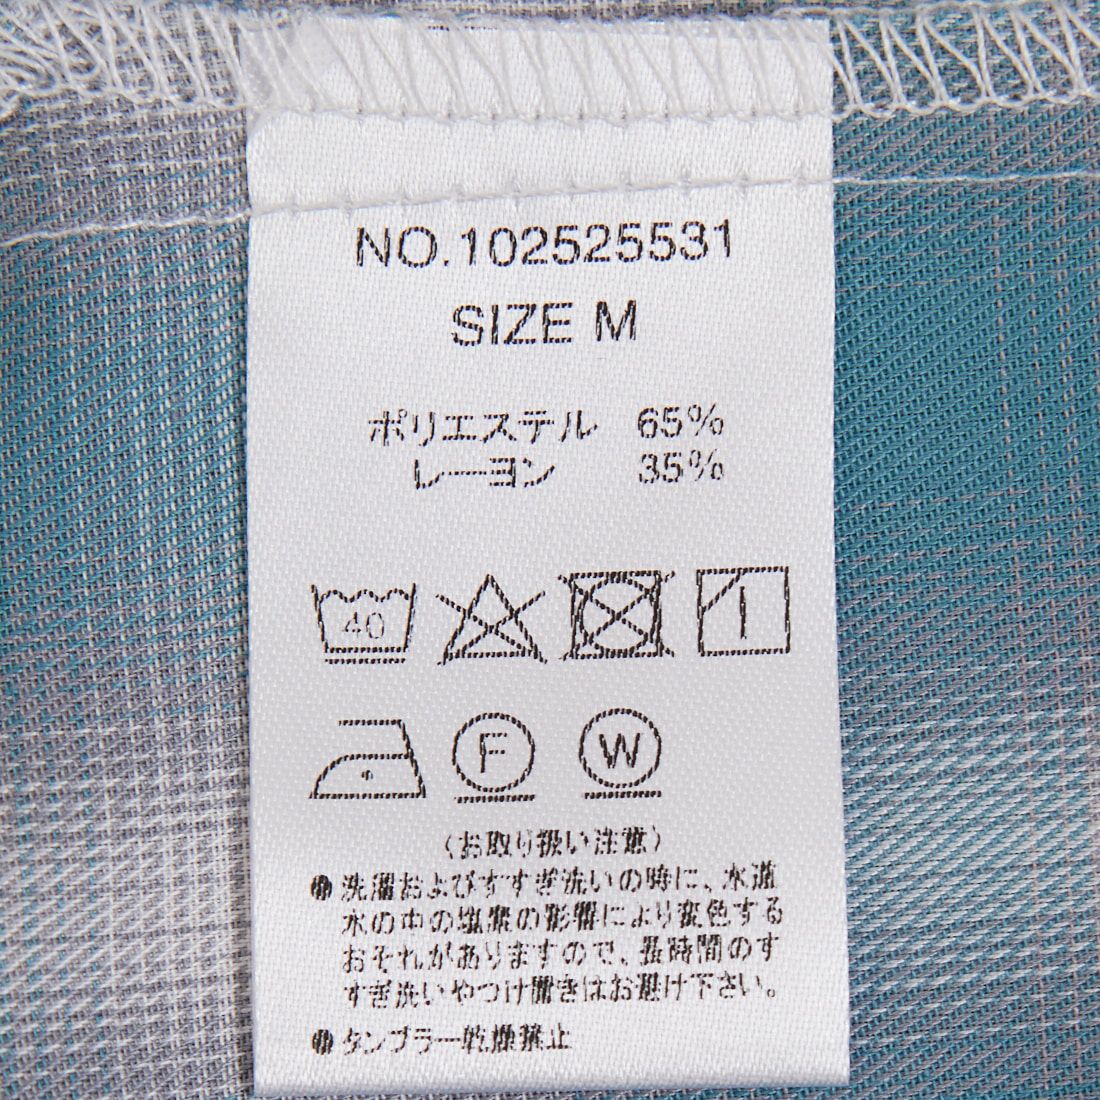 NO.102525531
SIZE M
ポリエステル 65%
レーヨン 35%
40
F W
〈お取り扱い注意〉
●洗濯およびすすぎ洗いの時に、水道
水の中の塩素の影響により変色する
おそれがありますので、長時間のす
すぎ洗いやつけ置きはお避け下さい。
●タンブラー乾燥禁止